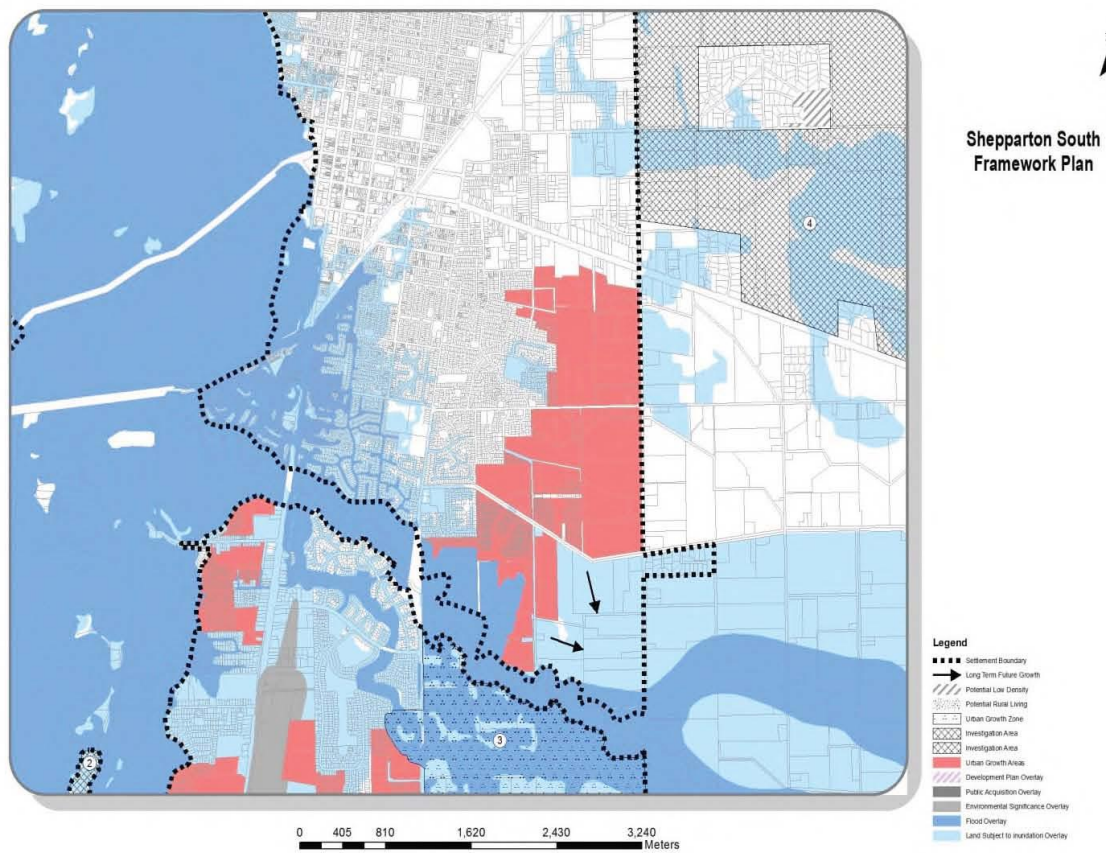 Shepparton South
Framework Plan
4
3
2
Legend
Settlement Boundary
Long Term Future Growth
Potential Low Density
Potential Rural Living
Urban Growth Zone
Investigation Area
Investigation Area
Urban Growth Areas
Development Plan Overlay
Public Acquisition Overlay
Environmental Significance Overlay
Flood Overlay
Land Subject to inundation Overlay
0 405 810 1,620 2,430 3,240
Meters